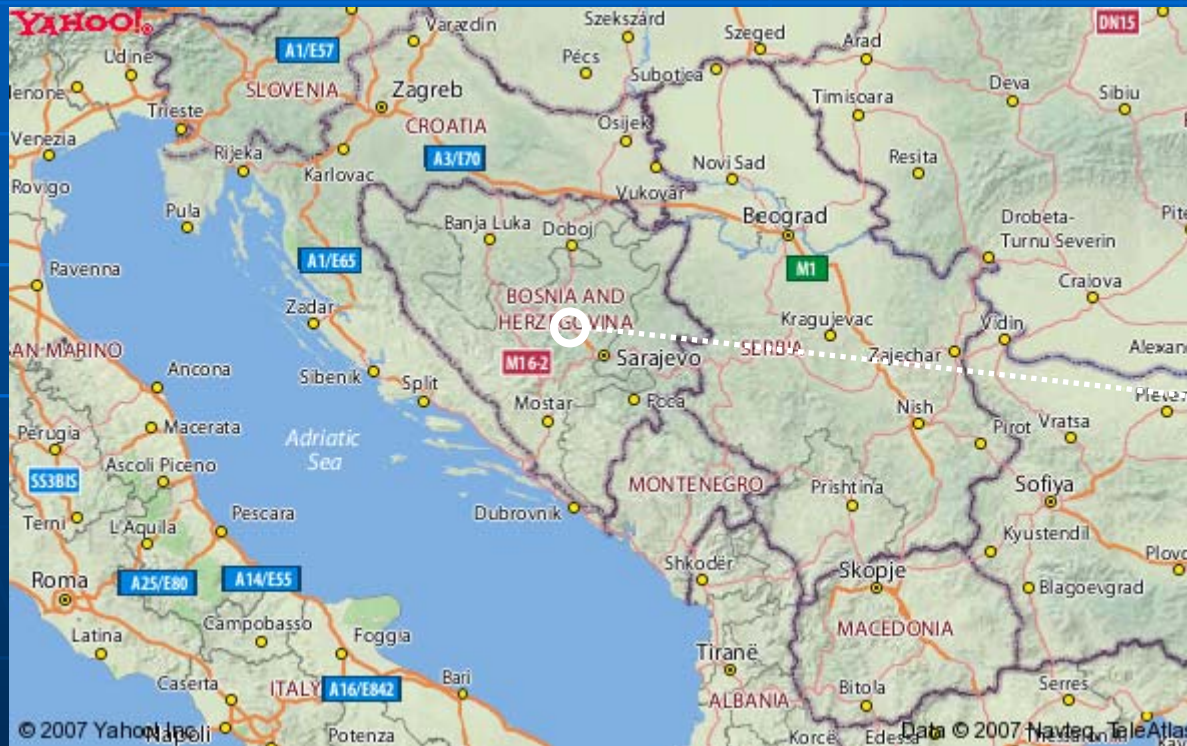 YAHOO!
Varazdin
Szekszárd
Szeged
Arad
DN15
Udine
A1/E57
Pécs
Subotica
Deva
Sibiu
SLOVENIA
Zagreb
Timisoara
Trieste
CROATIA
Osijek
Venezia
Rijeka
Karlovac
A3/E70
Novi Sad
Resita
Rovigo
Pula
Vukovar
Beograd
Drobeta-
Turnu Severin
Banja Luka
Doboj
A1/E65
M1
Ravenna
Craiova
BOSNIA AND
HERZEGOVINA
Zadar
Kragujevac
Vidin
SAN MARINO
M16-2
Sarajevo
SERBIA
Zajechar
Ancona
Sibenik
Split
Mostar
Foca
Nish
Pleven
Perugia
Macerata
Adriatic
Sea
Pirot
Vratsa
SS3BIS
Ascoli Piceno
MONTENEGRO
Prishtina
Sofiya
Terni
L'Aquila
Pescara
Dubrovnik
Kyustendil
Roma
A25/E80
A14/E55
Shkodër
Skopje
Blagoevgrad
Latina
Campobasso
Foggia
MACEDONIA
Tiranë
Caserta
ITALY
A16/E842
Bari
ALBANIA
Bitola
Serres
Napoli
Potenza
Korcë
© 2007 Yahoo! Inc
Data © 2007 Navteq, TeleAtlas